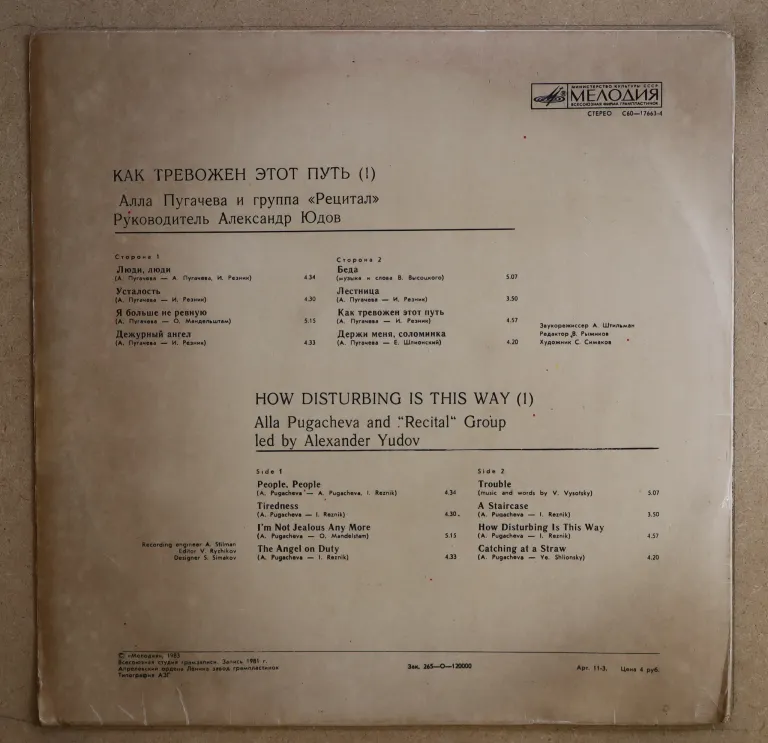 МИНИСТЕРСТВО КУЛЬТУРЫ СССР
МЕЛОДИЯ
ВСЕСОЮЗНАЯ ФИРМА ГРАМПЛАСТИНОК
СТЕРЕО С60—17663-4
КАК ТРЕВОЖЕН ЭТОТ ПУТЬ (1)
Алла Пугачева и группа «Рецитал»
Руководитель Александр Юдов
Сторона 1
Люди, люди
(А. Пугачева — А. Пугачева, И. Резник) 4.34
Усталость
(А. Пугачева — И. Резник) 4.30
Я больше не ревную
(А. Пугачева — О. Мандельштам) 5.15
Дежурный ангел
(А. Пугачева — И. Резник) 4.33
Сторона 2
Беда
(музыка и слова В. Высоцкого) 5.07
Лестница
(А. Пугачева — И. Резник) 3.50
Как тревожен этот путь
(А. Пугачева — И. Резник) 4.57
Держи меня, соломинка
(А. Пугачева — Е. Шлионский) 4.20
Звукорежиссер А. Штильман
Редактор В. Рыжиков
Художник С. Симаков
HOW DISTURBING IS THIS WAY (1)
Alla Pugacheva and "Recital" Group
led by Alexander Yudov
Side 1
People, People
(A. Pugacheva — A. Pugacheva, I. Reznik) 4.34
Tiredness
(A. Pugacheva — I. Reznik) 4.30
I'm Not Jealous Any More
(A. Pugacheva — O. Mandelstam) 5.15
The Angel on Duty
(A. Pugacheva — I. Reznik) 4.33
Side 2
Trouble
(music and words by V. Vysotsky) 5.07
A Staircase
(A. Pugacheva — I. Reznik) 3.50
How Disturbing Is This Way
(A. Pugacheva — I. Reznik) 4.57
Catching at a Straw
(A. Pugacheva — Ye. Shlionsky) 4.20
Recording engineer A. Shtilman
Editor V. Rychikov
Designer S. Simakov
© «Мелодия», 1983
Всесоюзная студия грамзаписи. Запись 1981 г.
Апрелевский ордена Ленина завод грампластинок
Типография АЗГ
Зак. 265—О—120000
Арт. 11-3. Цена 4 руб.